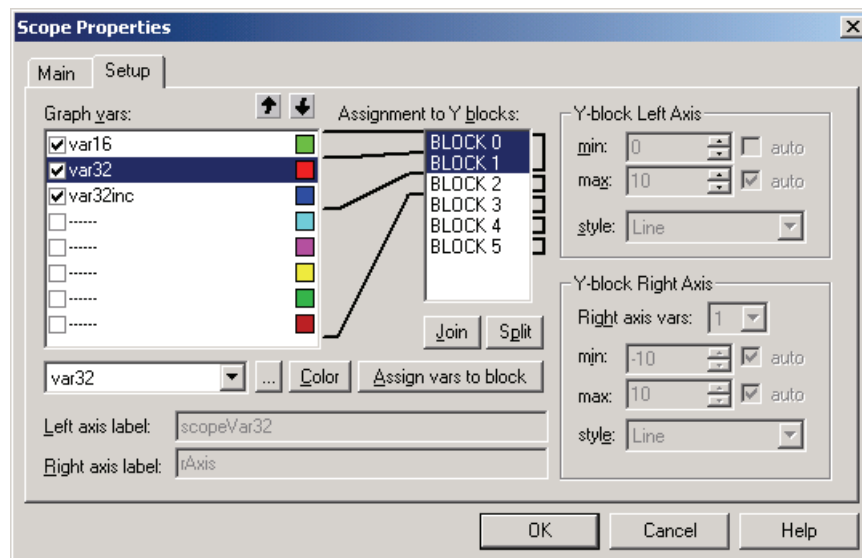 Scope Properties
Main Setup
Graph vars:
Assignment to Y blocks:
var16
var32
var32inc
------
------
------
------
------
BLOCK 0
BLOCK 1
BLOCK 2
BLOCK 3
BLOCK 4
BLOCK 5
Join Split
var32 ... Color Assign vars to block
Left axis label: scopeVar32
Right axis label: rAxis
Y-block Left Axis
min: 0 auto
max: 10 auto
style: Line
Y-block Right Axis
Right axis vars: 1
min: -10 auto
max: 10 auto
style: Line
OK Cancel Help